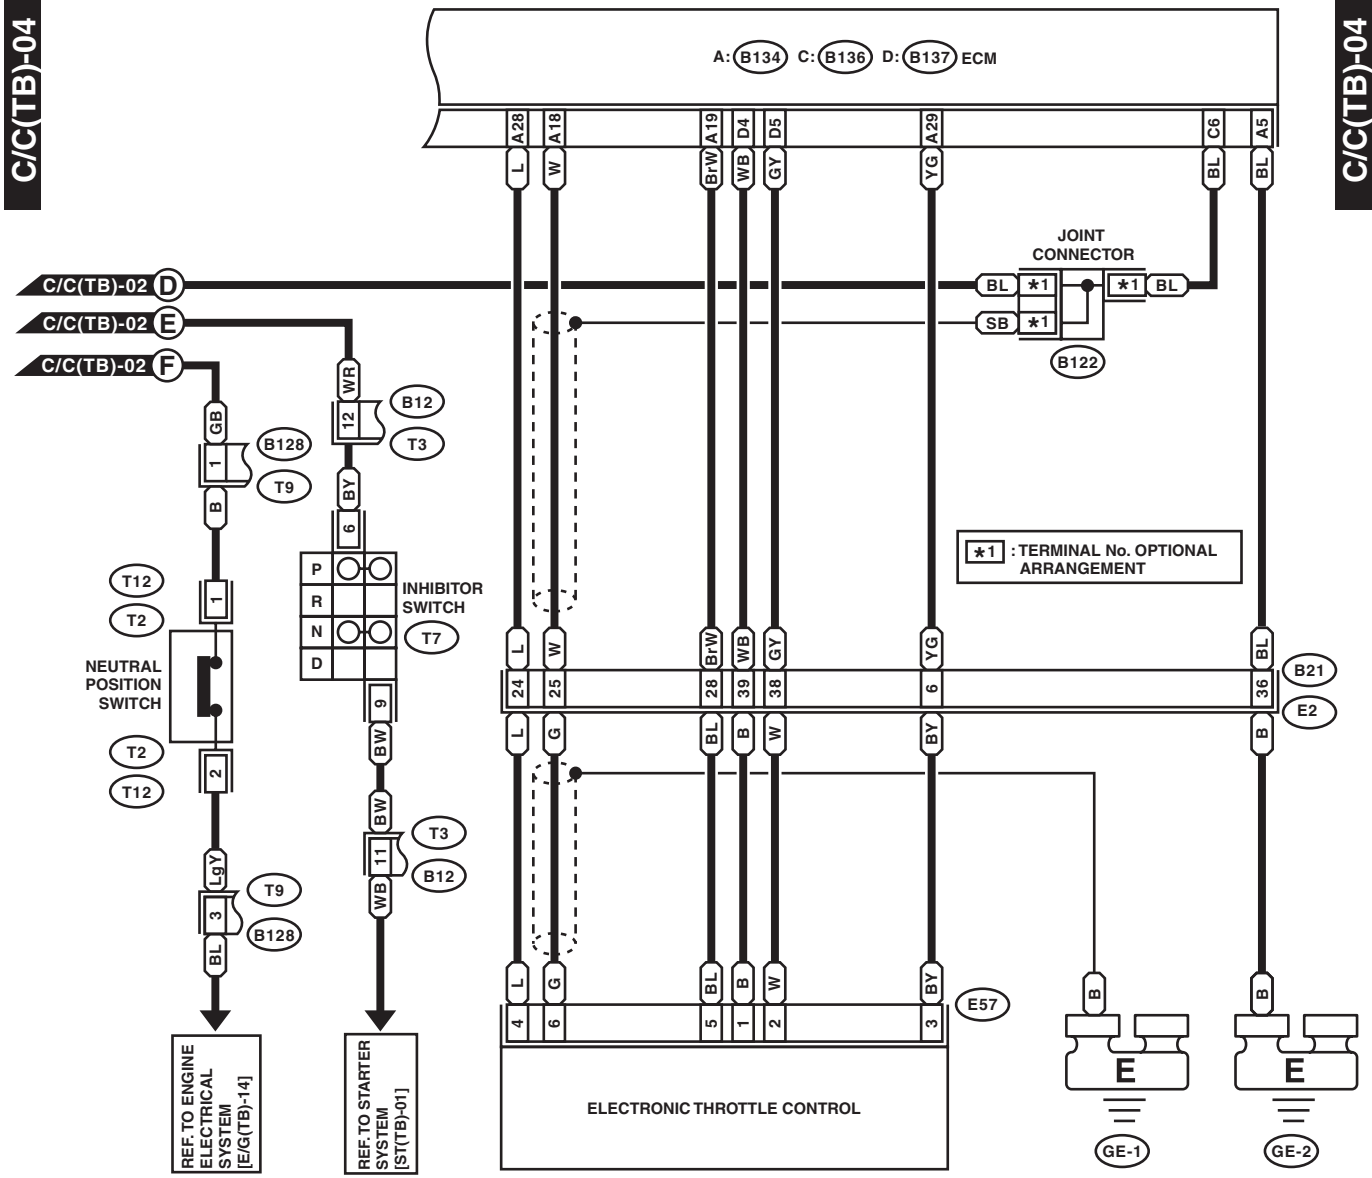 C/C(TB)-04
C/C(TB)-04
A: B134 C: B136 D: B137 ECM
A28 A18 A19 D4 D5 A29 C6 A5
L W BrW WB GY YG BL BL
JOINT
CONNECTOR
C/C(TB)-02 D
BL *1 *1 BL
C/C(TB)-02 E
SB *1
B122
C/C(TB)-02 F
WR
12
B12
T3
GB
1
B128
T9
B
BY
6
*1 : TERMINAL No. OPTIONAL
ARRANGEMENT
P
R
N
D
INHIBITOR
SWITCH
T7
T12
T2
1
NEUTRAL
POSITION
SWITCH
T2
T12
2
L W BrW WB GY YG BL
24 25 28 39 38 6 36
B21
E2
L G BL B W BY B
9
BW
BW
11
T3
B12
WB
LgY
3
T9
B128
BL
L G BL B W BY B B
4 6 5 1 2 3
E57
REF. TO ENGINE
ELECTRICAL
SYSTEM
[E/G(TB)-14]
REF. TO STARTER
SYSTEM
[ST(TB)-01]
ELECTRONIC THROTTLE CONTROL
E E
GE-1 GE-2